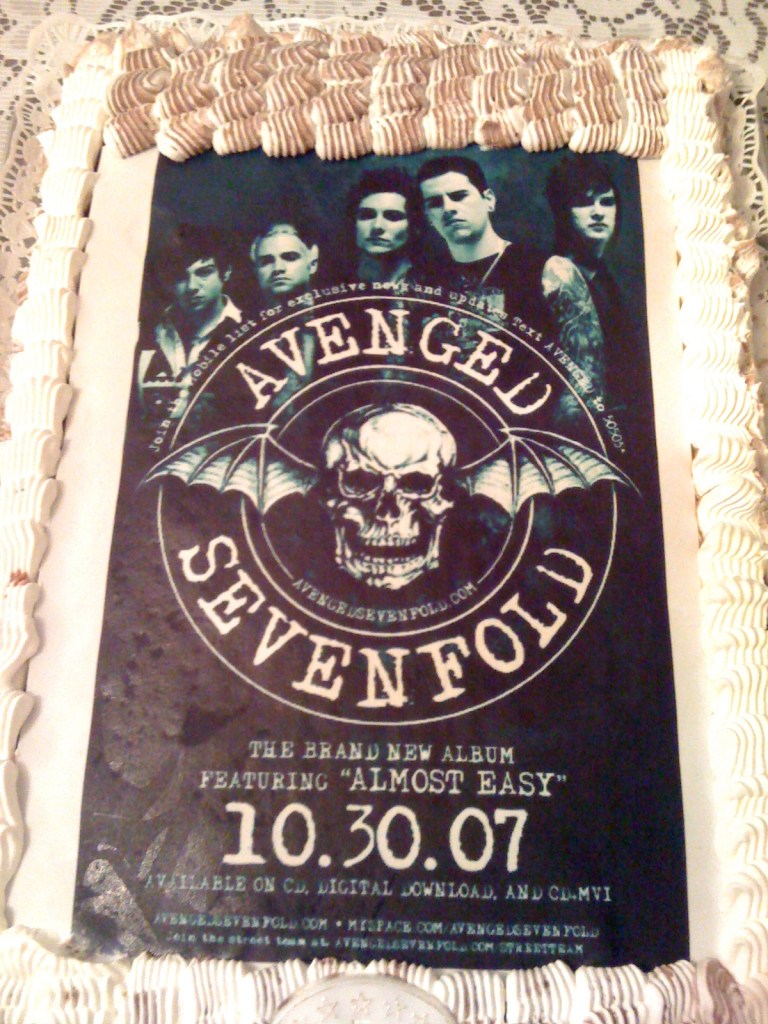 Join the mobile list for exclusive news and updates Text AVENGED to 50505*
AVENGED
SEVENFOLD
AVENGEDSEVENFOLD.COM
THE BRAND NEW ALBUM
FEATURING "ALMOST EASY"
10.30.07
AVAILABLE ON CD, DIGITAL DOWNLOAD, AND CD-MVI
AVENGEDSEVENFOLD.COM • MYSPACE.COM/AVENGEDSEVENFOLD
Join the street team at AVENGEDSEVENFOLD.COM/STREETTEAM